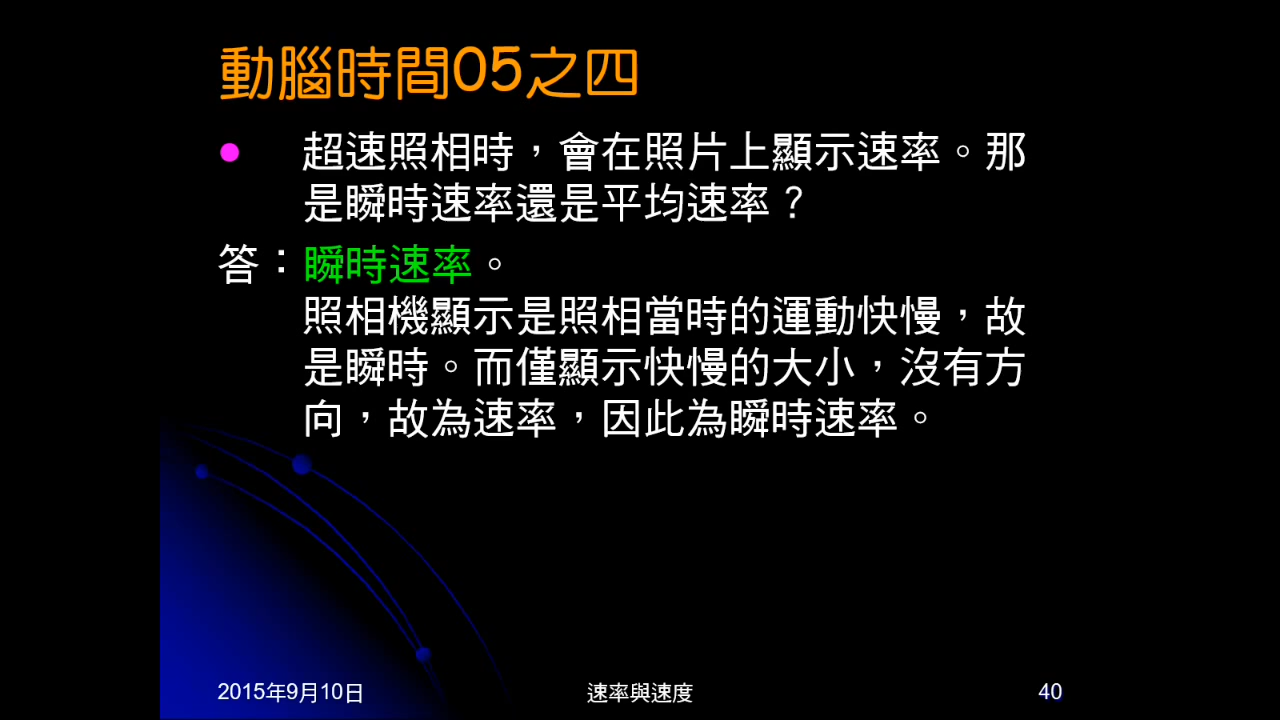 動腦時間05之四
超速照相時，會在照片上顯示速率。那
是瞬時速率還是平均速率？
答：瞬時速率。
照相機顯示是照相當時的運動快慢，故
是瞬時。而僅顯示快慢的大小，沒有方
向，故為速率，因此為瞬時速率。
2015年9月10日 速率與速度 40